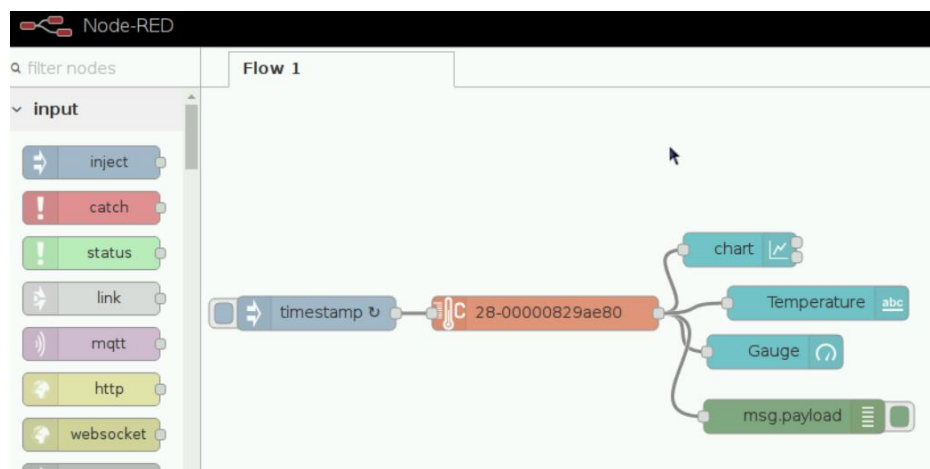 Node-RED
filter nodes
Flow 1
input
inject
catch
status
link
mqtt
http
websocket
timestamp ↻
C 28-00000829ae80
chart
Temperature abc
Gauge
msg.payload